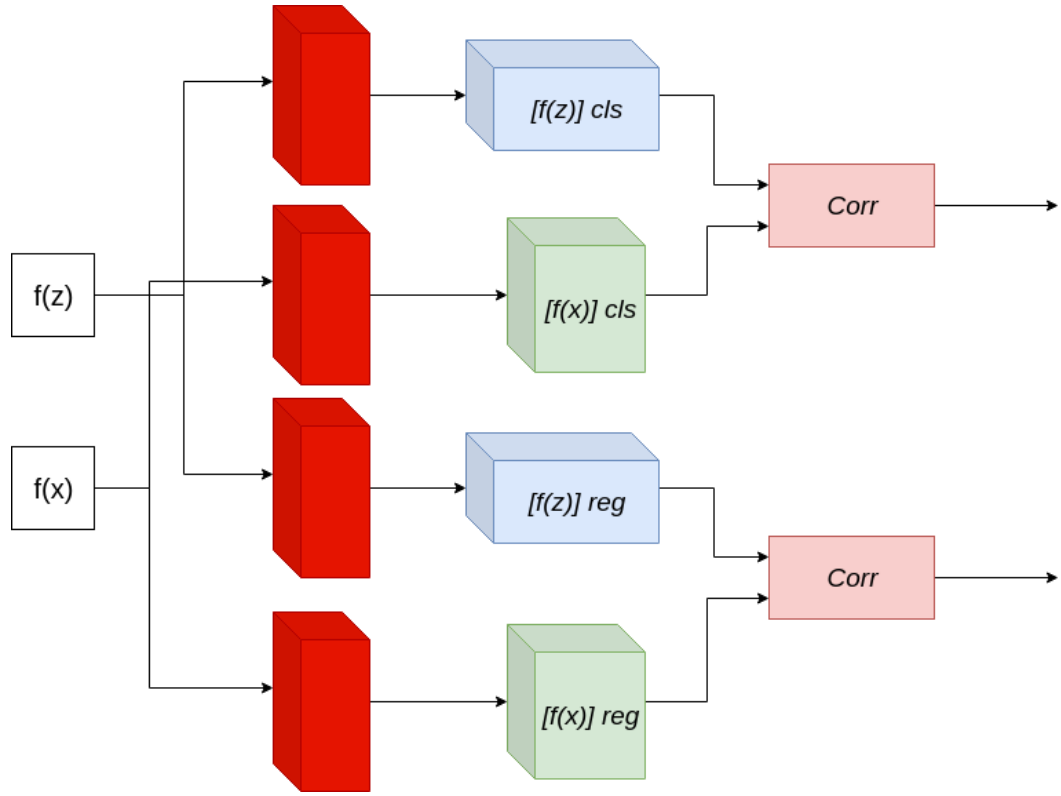 [f(z)] cls
Corr
f(z)
[f(x)] cls
f(x)
[f(z)] reg
Corr
[f(x)] reg